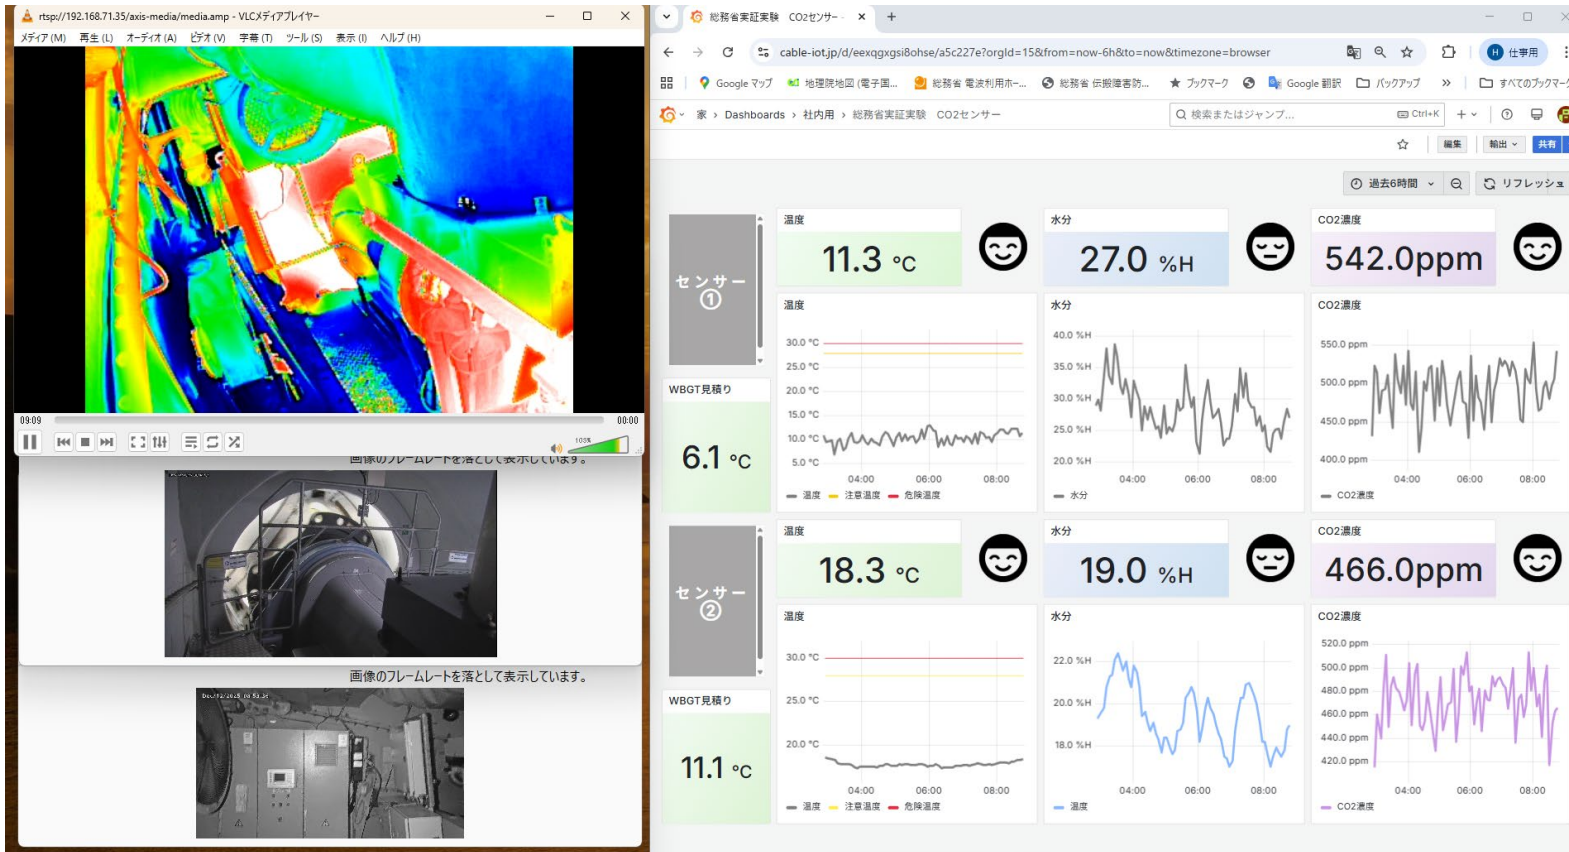 rtsp://192.168.71.35/axis-media/media.amp - VLCメディアプレイヤー
メディア (M) 再生 (L) オーディオ (A) ビデオ (V) 字幕 (T) ツール (S) 表示 (I) ヘルプ (H)
09:09
00:00
103%
画像のフレームレートを落として表示しています。
画像のフレームレートを落として表示しています。
総務省実証実験 CO2センサー -
cable-iot.jp/d/eexqgxgsi8ohse/a5c227e?orgId=15&from=now-6h&to=now&timezone=browser
H 仕事用
Google マップ 地理院地図 (電子国... 総務省 電波利用ホー... 総務省 伝搬障害防... ブックマーク Google 翻訳 バックアップ » すべてのブックマーク
家 › Dashboards › 社内用 › 総務省実証実験 CO2センサー
検索またはジャンプ... Ctrl+K
編集 輸出 共有
過去6時間 リフレッシュ
センサー
①
温度
11.3 °C
水分
27.0 %H
CO2濃度
542.0ppm
WBGT見積り
6.1 °C
温度
30.0 °C
25.0 °C
20.0 °C
15.0 °C
10.0 °C
5.0 °C
04:00 06:00 08:00
温度 注意温度 危険温度
水分
40.0 %H
35.0 %H
30.0 %H
25.0 %H
20.0 %H
04:00 06:00 08:00
水分
CO2濃度
550.0 ppm
500.0 ppm
450.0 ppm
400.0 ppm
04:00 06:00 08:00
CO2濃度
センサー
②
温度
18.3 °C
水分
19.0 %H
CO2濃度
466.0ppm
WBGT見積り
11.1 °C
温度
30.0 °C
25.0 °C
20.0 °C
04:00 06:00 08:00
温度 注意温度 危険温度
水分
22.0 %H
20.0 %H
18.0 %H
04:00 06:00 08:00
温度
CO2濃度
520.0 ppm
500.0 ppm
480.0 ppm
460.0 ppm
440.0 ppm
420.0 ppm
04:00 06:00 08:00
CO2濃度